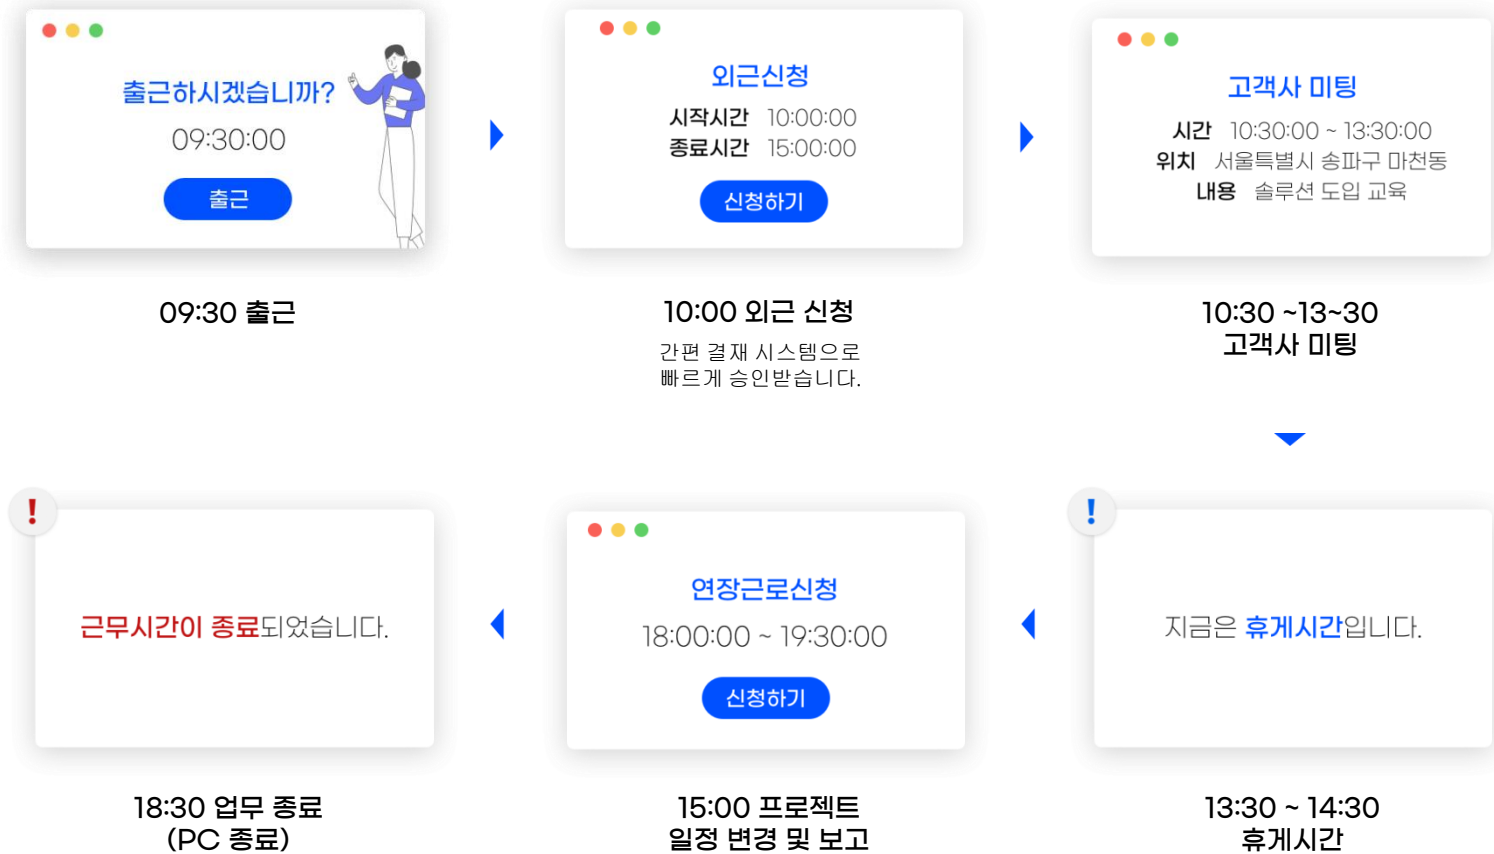 출근하시겠습니까?
09:30:00
출근
09:30 출근
외근신청
시작시간 10:00:00
종료시간 15:00:00
신청하기
10:00 외근 신청
간편 결재 시스템으로
빠르게 승인받습니다.
고객사 미팅
시간 10:30:00 ~ 13:30:00
위치 서울특별시 송파구 마천동
내용 솔루션 도입 교육
10:30 ~13~30
고객사 미팅
!
지금은 휴게시간입니다.
13:30 ~ 14:30
휴게시간
연장근로신청
18:00:00 ~ 19:30:00
신청하기
15:00 프로젝트
일정 변경 및 보고
!
근무시간이 종료되었습니다.
18:30 업무 종료
(PC 종료)